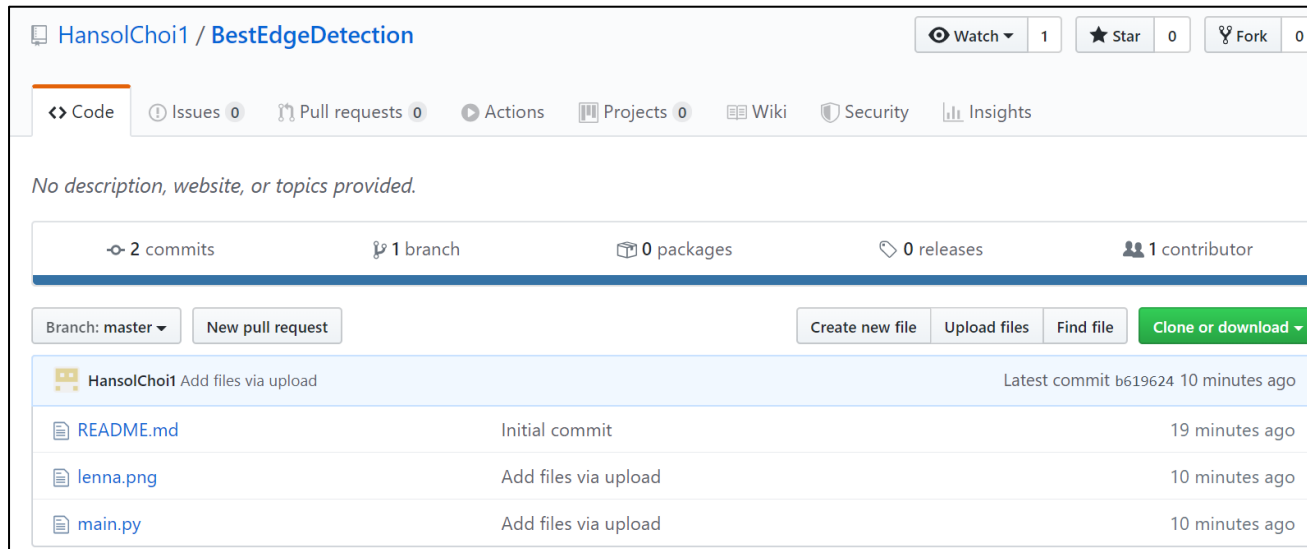 HansolChoi1 / BestEdgeDetection Watch 1 Star 0 Fork 0
Code Issues 0 Pull requests 0 Actions Projects 0 Wiki Security Insights
No description, website, or topics provided.
2 commits 1 branch 0 packages 0 releases 1 contributor
Branch: master New pull request Create new file Upload files Find file Clone or download
HansolChoi1 Add files via upload Latest commit b619624 10 minutes ago
README.md Initial commit 19 minutes ago
lenna.png Add files via upload 10 minutes ago
main.py Add files via upload 10 minutes ago